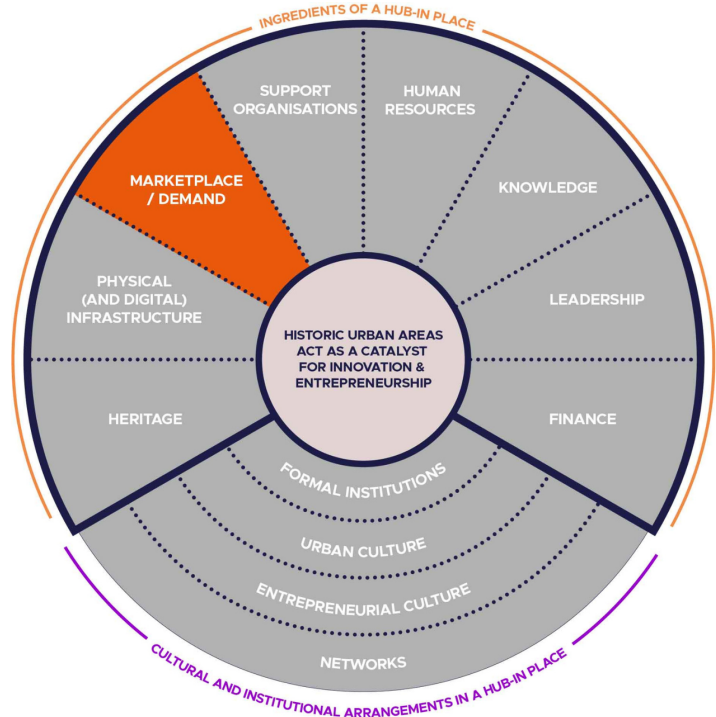 INGREDIENTS OF A HUB-IN PLACE
SUPPORT
ORGANISATIONS
HUMAN
RESOURCES
MARKETPLACE
/ DEMAND
KNOWLEDGE
PHYSICAL
(AND DIGITAL)
INFRASTRUCTURE
LEADERSHIP
HISTORIC URBAN AREAS
ACT AS A CATALYST
FOR INNOVATION &
ENTREPRENEURSHIP
HERITAGE
FINANCE
FORMAL INSTITUTIONS
URBAN CULTURE
ENTREPRENEURIAL CULTURE
NETWORKS
CULTURAL AND INSTITUTIONAL ARRANGEMENTS IN A HUB-IN PLACE